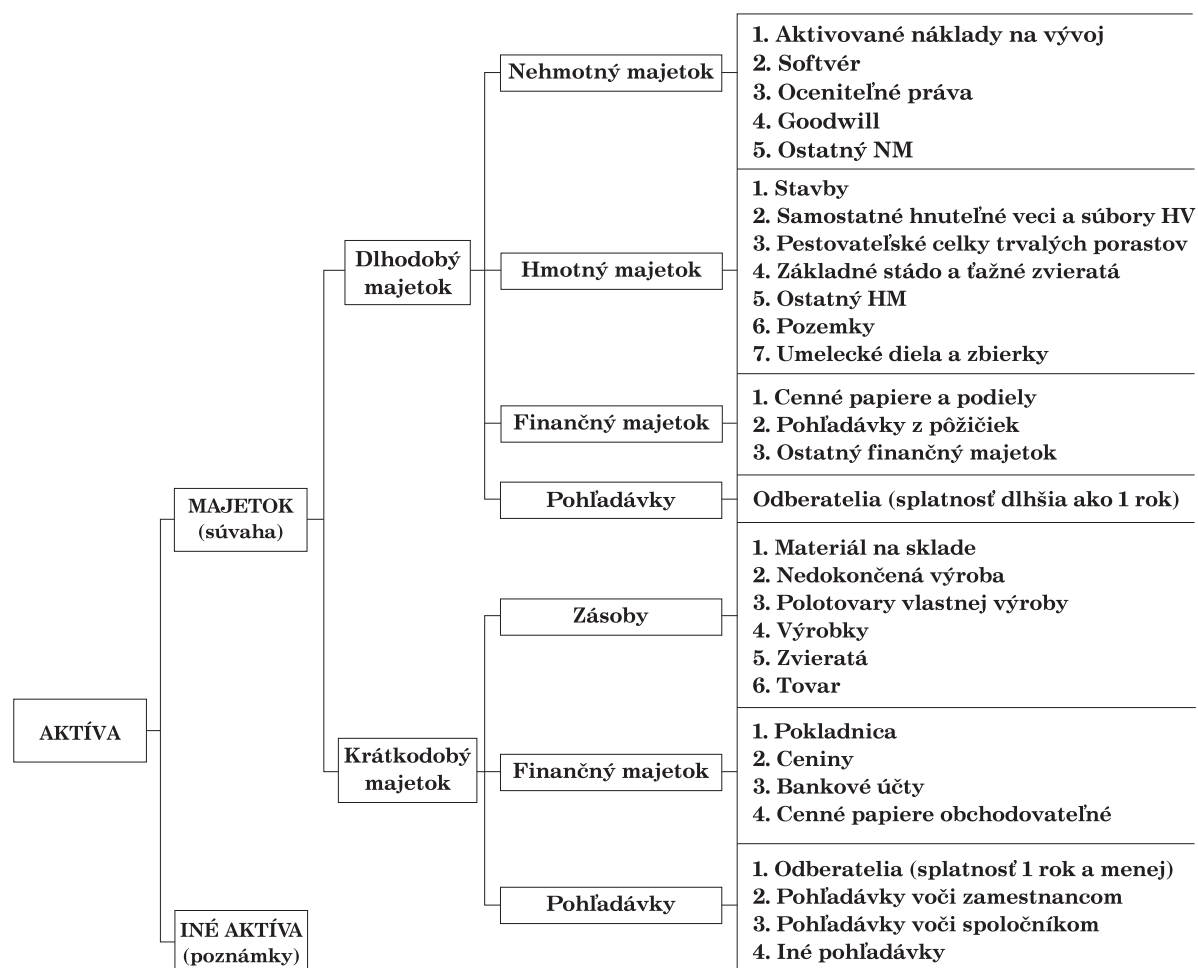 AKTÍVA
MAJETOK
(súvaha)
INÉ AKTÍVA
(poznámky)
Dlhodobý
majetok
Krátkodobý
majetok
Nehmotný majetok
1. Aktivované náklady na vývoj
2. Softvér
3. Oceniteľné práva
4. Goodwill
5. Ostatný NM
Hmotný majetok
1. Stavby
2. Samostatné hnuteľné veci a súbory HV
3. Pestovateľské celky trvalých porastov
4. Základné stádo a ťažné zvieratá
5. Ostatný HM
6. Pozemky
7. Umelecké diela a zbierky
Finančný majetok
1. Cenné papiere a podiely
2. Pohľadávky z pôžičiek
3. Ostatný finančný majetok
Pohľadávky
Odberatelia (splatnosť dlhšia ako 1 rok)
Zásoby
1. Materiál na sklade
2. Nedokončená výroba
3. Polotovary vlastnej výroby
4. Výrobky
5. Zvieratá
6. Tovar
Finančný majetok
1. Pokladnica
2. Ceniny
3. Bankové účty
4. Cenné papiere obchodovateľné
Pohľadávky
1. Odberatelia (splatnosť 1 rok a menej)
2. Pohľadávky voči zamestnancom
3. Pohľadávky voči spoločníkom
4. Iné pohľadávky